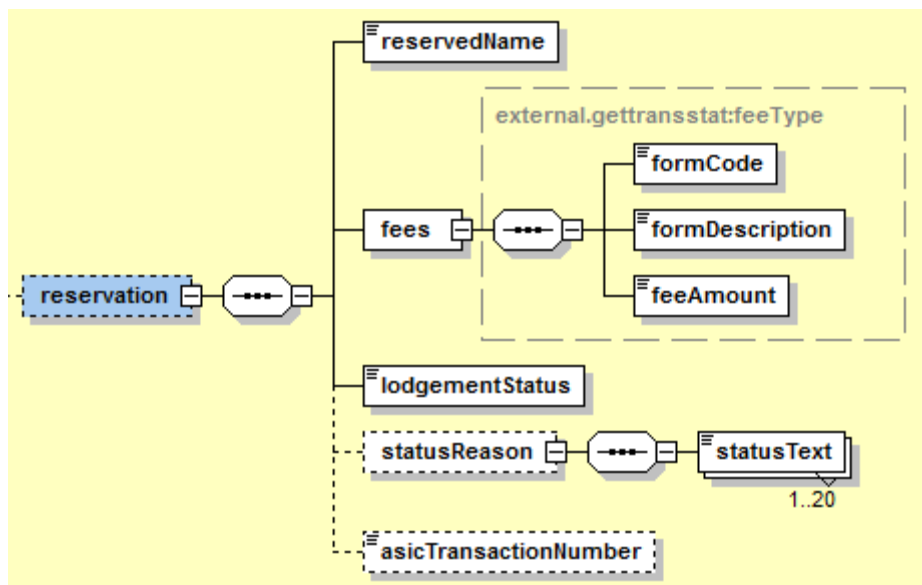 reservedName
external.gettransstat:feeType
formCode
fees
formDescription
feeAmount
reservation
lodgementStatus
statusReason
statusText
1..20
asicTransactionNumber